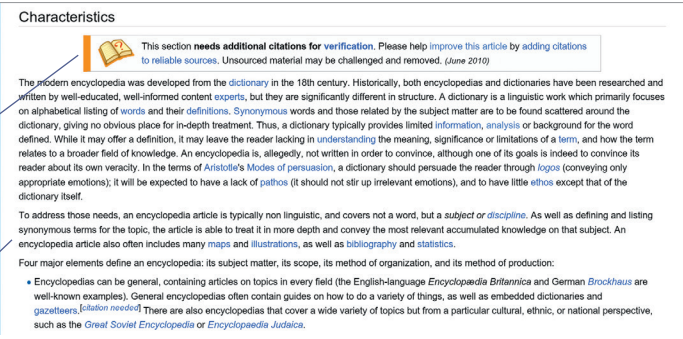 Characteristics
This section needs additional citations for verification. Please help improve this article by adding citations
to reliable sources. Unsourced material may be challenged and removed. (June 2010)
The modern encyclopedia was developed from the dictionary in the 18th century. Historically, both encyclopedias and dictionaries have been researched and
written by well-educated, well-informed content experts, but they are significantly different in structure. A dictionary is a linguistic work which primarily focuses
on alphabetical listing of words and their definitions. Synonymous words and those related by the subject matter are to be found scattered around the
dictionary, giving no obvious place for in-depth treatment. Thus, a dictionary typically provides limited information, analysis or background for the word
defined. While it may offer a definition, it may leave the reader lacking in understanding the meaning, significance or limitations of a term, and how the term
relates to a broader field of knowledge. An encyclopedia is, allegedly, not written in order to convince, although one of its goals is indeed to convince its
reader about its own veracity. In the terms of Aristotle's Modes of persuasion, a dictionary should persuade the reader through logos (conveying only
appropriate emotions); it will be expected to have a lack of pathos (it should not stir up irrelevant emotions), and to have little ethos except that of the
dictionary itself.
To address those needs, an encyclopedia article is typically non linguistic, and covers not a word, but a subject or discipline. As well as defining and listing
synonymous terms for the topic, the article is able to treat it in more depth and convey the most relevant accumulated knowledge on that subject. An
encyclopedia article also often includes many maps and illustrations, as well as bibliography and statistics.
Four major elements define an encyclopedia: its subject matter, its scope, its method of organization, and its method of production:
• Encyclopedias can be general, containing articles on topics in every field (the English-language Encyclopædia Britannica and German Brockhaus are
well-known examples). General encyclopedias often contain guides on how to do a variety of things, as well as embedded dictionaries and
gazetteers.[citation needed] There are also encyclopedias that cover a wide variety of topics but from a particular cultural, ethnic, or national perspective,
such as the Great Soviet Encyclopedia or Encyclopaedia Judaica.